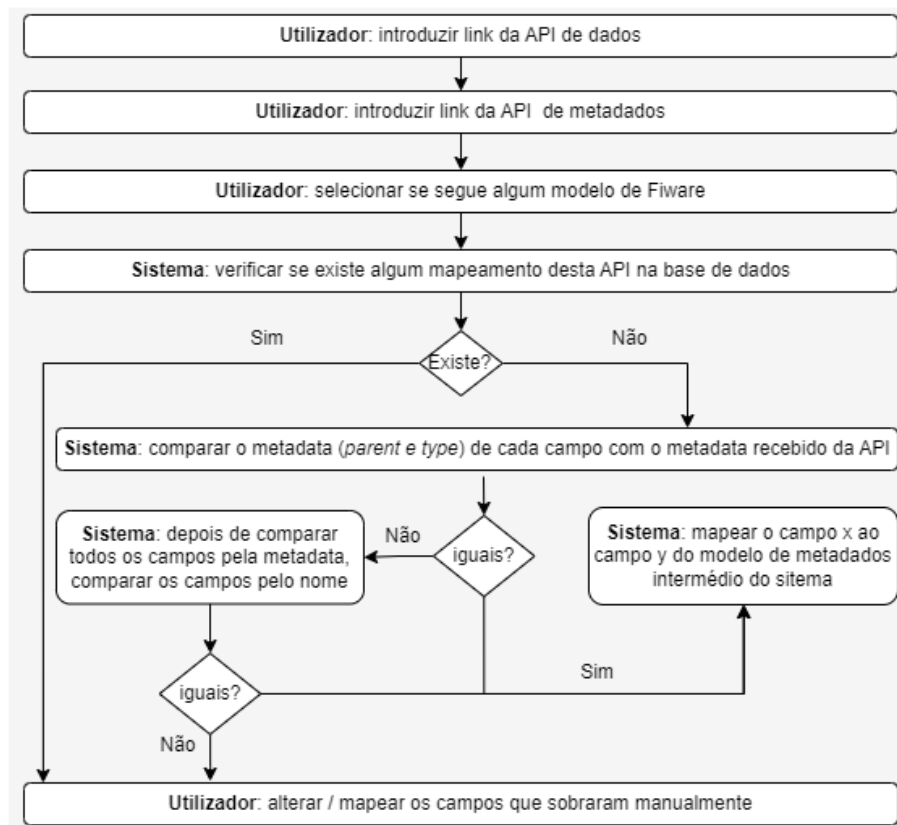 Utilizador: introduzir link da API de dados
Utilizador: introduzir link da API de metadados
Utilizador: selecionar se segue algum modelo de Fiware
Sistema: verificar se existe algum mapeamento desta API na base de dados
Sim
Não
Existe?
Sistema: comparar o metadata (parent e type) de cada campo com o metadata recebido da API
Sistema: depois de comparar
todos os campos pela metadata,
comparar os campos pelo nome
Não
iguais?
Sistema: mapear o campo x ao
campo y do modelo de metadados
intermédio do sitema
iguais?
Sim
Não
Utilizador: alterar / mapear os campos que sobraram manualmente